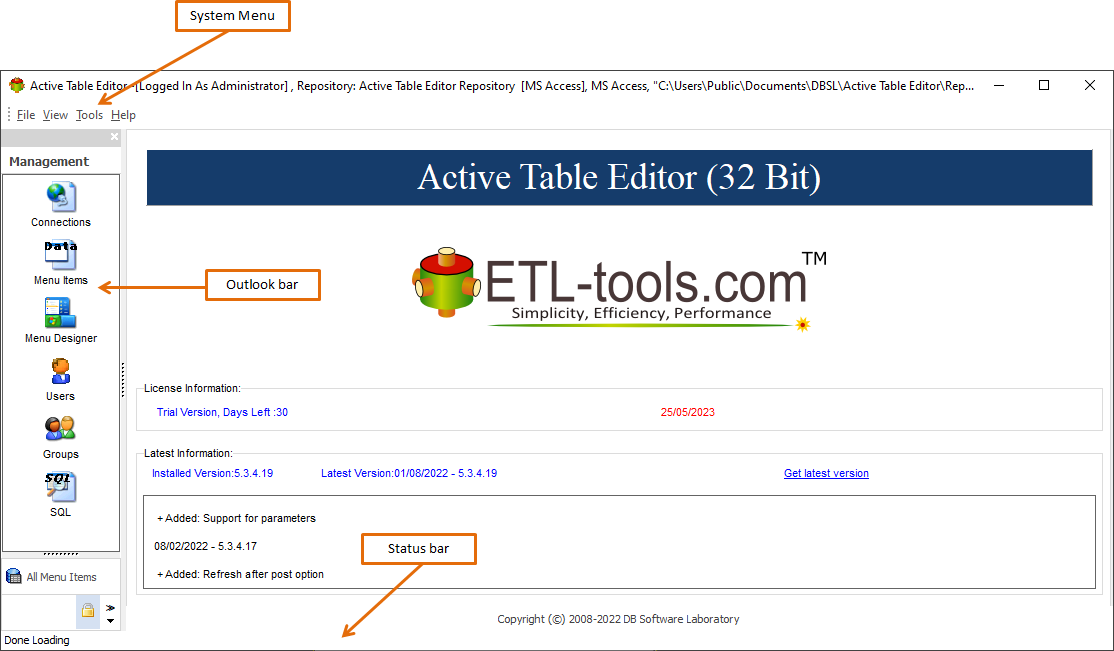 System Menu
Active Table Editor -[Logged In As Administrator] , Repository: Active Table Editor Repository [MS Access], MS Access, "C:\Users\Public\Documents\DBSL\Active Table Editor\Rep...
File View Tools Help
Management
Active Table Editor (32 Bit)
Connections
Data
Menu Items
Outlook bar
Menu Designer
Users
Groups
SQL
SQL
ETL-tools.com™
Simplicity, Efficiency, Performance
License Information:
Trial Version, Days Left :30 25/05/2023
Latest Information:
Installed Version:5.3.4.19 Latest Version:01/08/2022 - 5.3.4.19 Get latest version
+ Added: Support for parameters
08/02/2022 - 5.3.4.17
Status bar
+ Added: Refresh after post option
All Menu Items
Copyright (©) 2008-2022 DB Software Laboratory
Done Loading